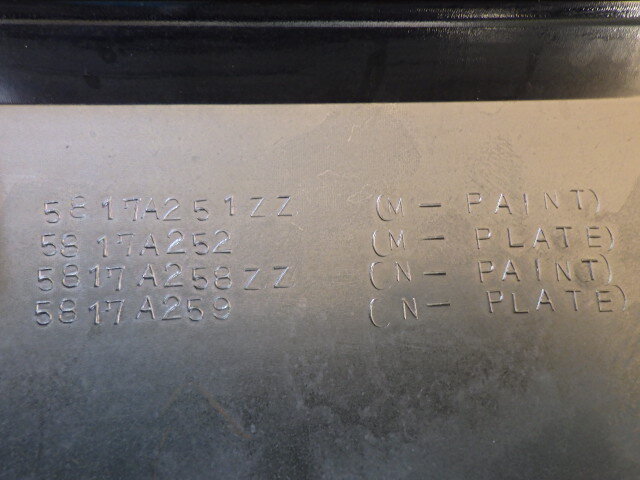 5817A251ZZ (M- PAINT)
5817A252 (M- PLATE)
5817A258ZZ (N- PAINT)
5817A259 (N- PLATE)